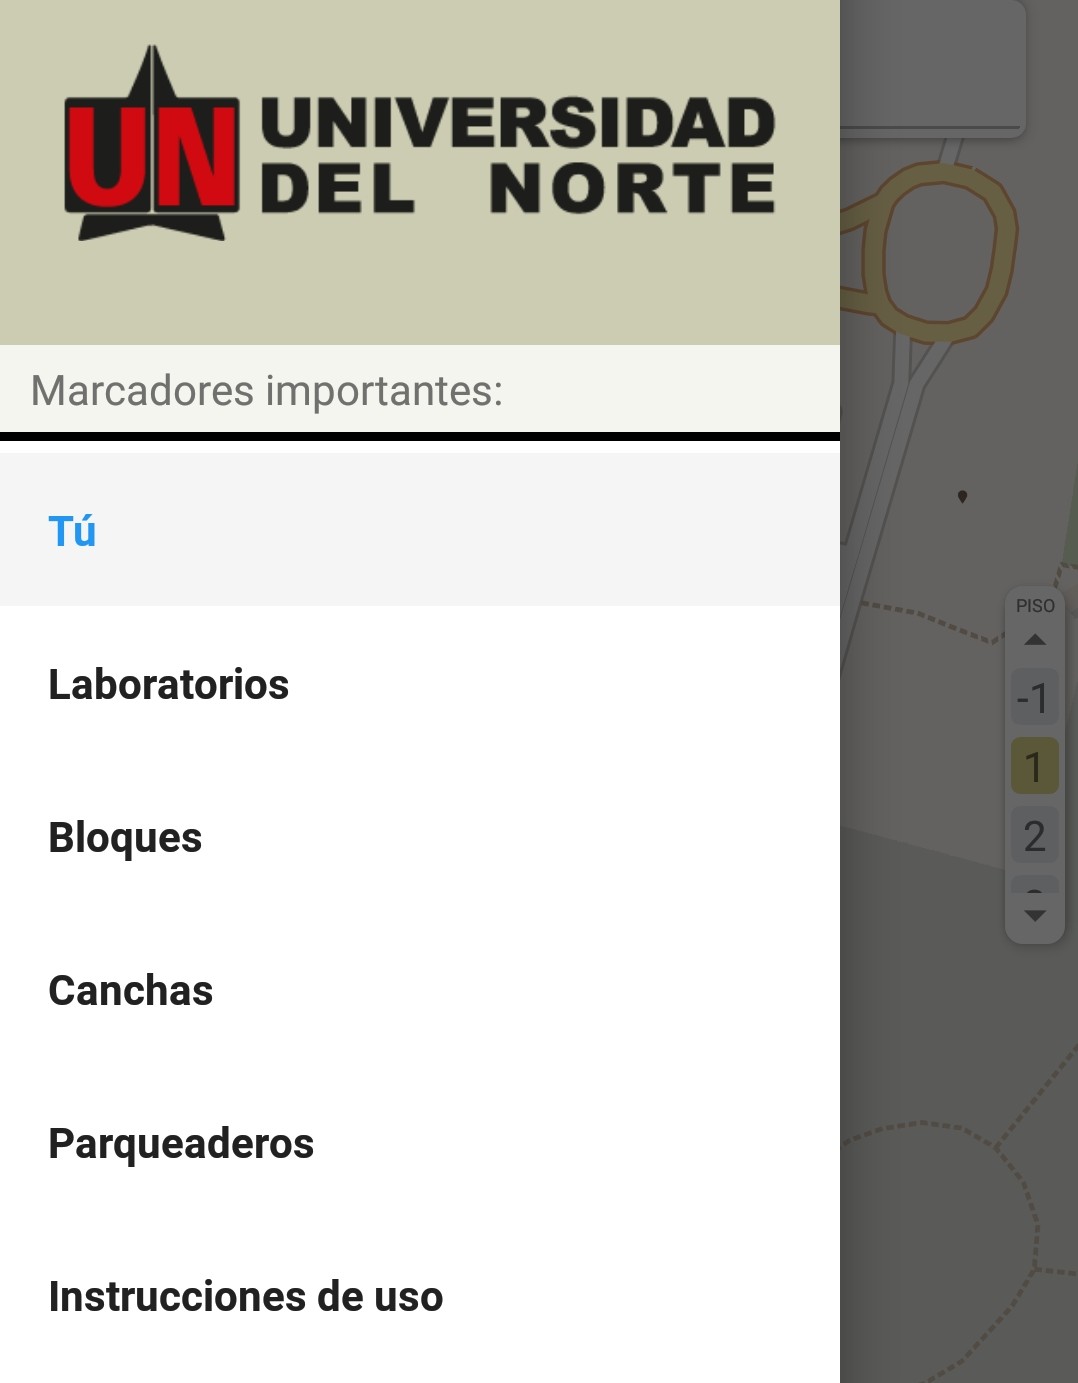 UN UNIVERSIDAD
DEL NORTE
Marcadores importantes:
Tú
Laboratorios
Bloques
Canchas
Parqueaderos
Instrucciones de uso
PISO
-1
1
2